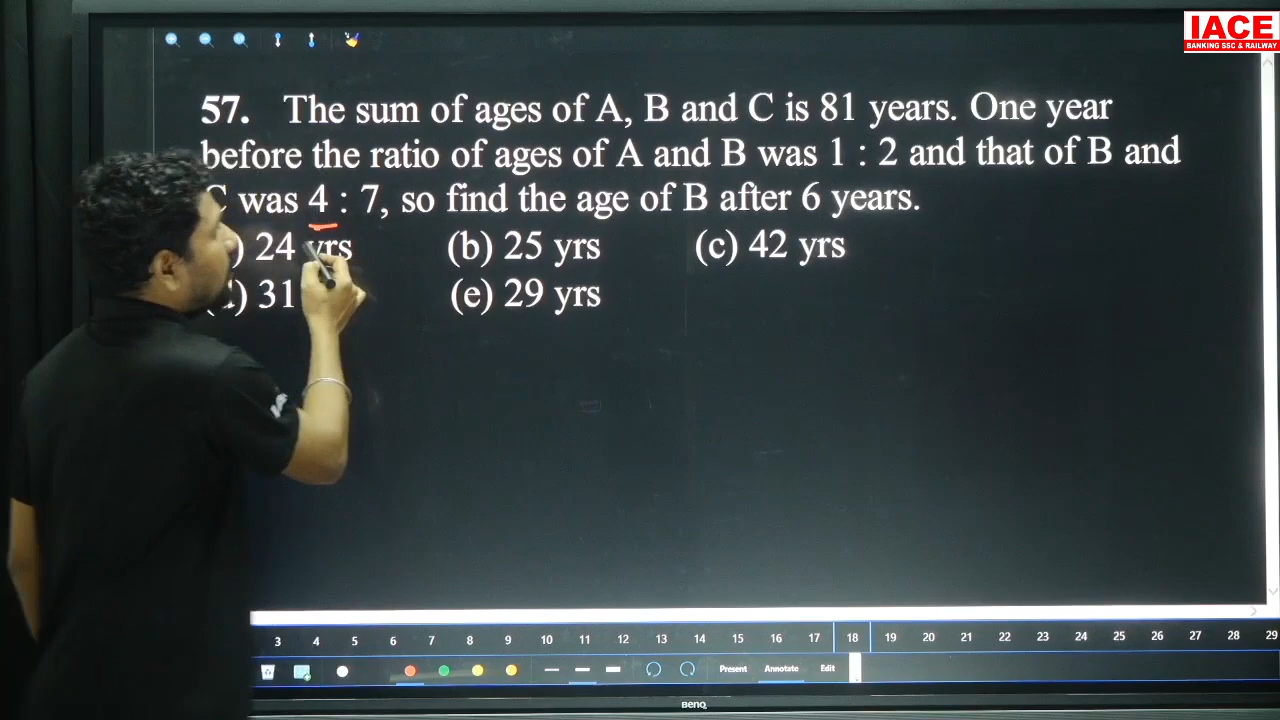 IACE
BANKING SSC & RAILWAY
57. The sum of ages of A, B and C is 81 years. One year
before the ratio of ages of A and B was 1 : 2 and that of B and
C was 4 : 7, so find the age of B after 6 years.
) 24 yrs (b) 25 yrs (c) 42 yrs
) 31 (e) 29 yrs
3 4 5 6 7 8 9 10 11 12 13 14 15 16 17 18 19 20 21 22 23 24 25 26 27 28 29
Present Annotate Edit
BenQ